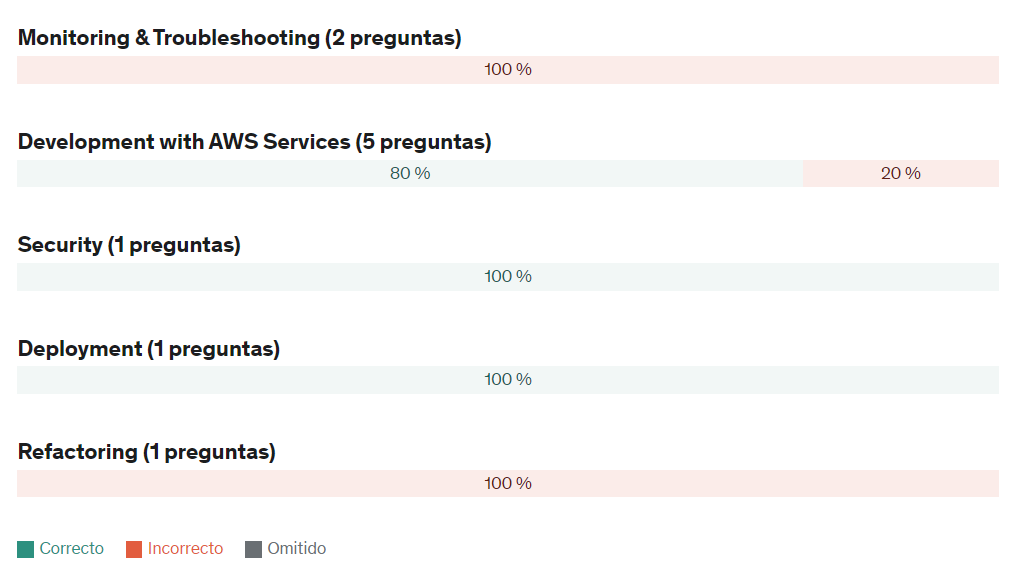 Monitoring & Troubleshooting (2 preguntas)
100 %
Development with AWS Services (5 preguntas)
80 % 20 %
Security (1 preguntas)
100 %
Deployment (1 preguntas)
100 %
Refactoring (1 preguntas)
100 %
Correcto Incorrecto Omitido